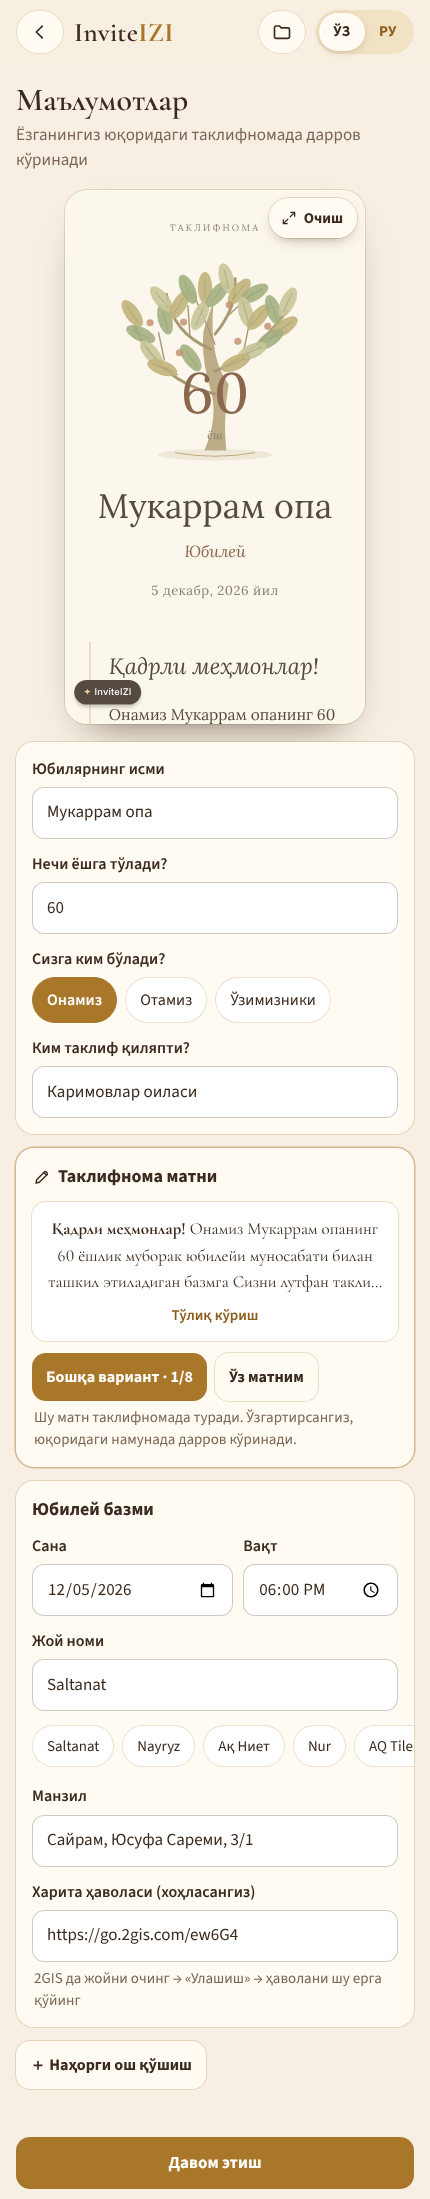 InviteIZI
ЎЗ
РУ
Маълумотлар
Ёзганингиз юқоридаги таклифномада дарров
кўринади
Очиш
ТАКЛИФНОМА
60
ёш
Мукаррам опа
Юбилей
5 декабр, 2026 йил
Қадрли меҳмонлар!
✦ InviteIZI
Онамиз Мукаррам опанинг 60
Юбилярнинг исми
Мукаррам опа
Нечи ёшга тўлади?
60
Сизга ким бўлади?
Онамиз
Отамиз
Ўзимизники
Ким таклиф қиляпти?
Каримовлар оиласи
Таклифнома матни
Қадрли меҳмонлар! Онамиз Мукаррам опанинг
60 ёшлик муборак юбилейи муносабати билан
ташкил этиладиган базмга Сизни лутфан такли...
Тўлиқ кўриш
Бошқа вариант · 1/8
Ўз матним
Шу матн таклифномада туради. Ўзгартирсангиз,
юқоридаги намунада дарров кўринади.
Юбилей базми
Сана
Вақт
12/05/2026
06:00 PM
Жой номи
Saltanat
Saltanat
Nayryz
Ақ Ниет
Nur
AQ Tile
Манзил
Сайрам, Юсуфа Сареми, 3/1
Харита ҳаволаси (хоҳласангиз)
https://go.2gis.com/ew6G4
2GIS да жойни очинг → «Улашиш» → ҳаволани шу ерга
қўйинг
+ Наҳорги ош қўшиш
Давом этиш